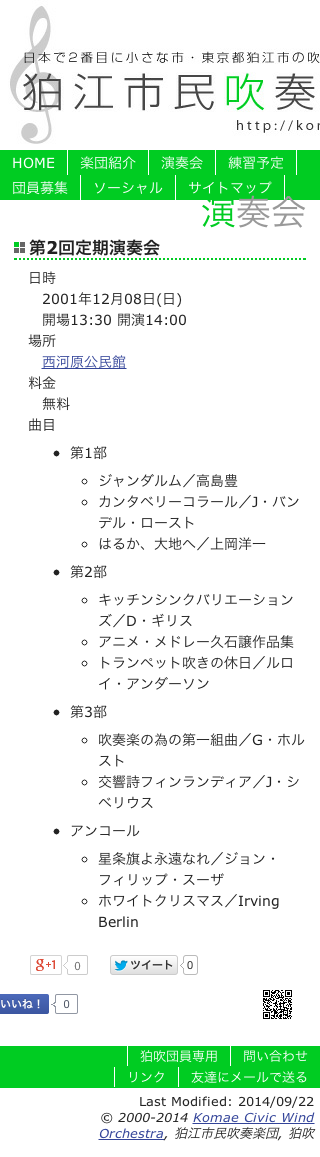 日本で2番目に小さな市・東京都狛江市の吹
狛江市民吹奏
http://kor
HOME 楽団紹介 演奏会 練習予定
団員募集 ソーシャル サイトマップ
演奏会
第2回定期演奏会
日時
2001年12月08日(日)
開場13:30 開演14:00
場所
西河原公民館
料金
無料
曲目
• 第1部
◦ ジャンダルム／高島豊
◦ カンタベリーコラール／J・バン
デル・ロースト
◦ はるか、大地へ／上岡洋一
• 第2部
◦ キッチンシンクバリエーション
ズ／D・ギリス
◦ アニメ・メドレー久石譲作品集
◦ トランペット吹きの休日／ルロ
イ・アンダーソン
• 第3部
◦ 吹奏楽の為の第一組曲／G・ホル
スト
◦ 交響詩フィンランディア／J・シ
ベリウス
• アンコール
◦ 星条旗よ永遠なれ／ジョン・
フィリップ・スーザ
◦ ホワイトクリスマス／Irving
Berlin
g+1 0 ツイート 0
いいね！ 0
狛吹団員専用 問い合わせ
リンク 友達にメールで送る
Last Modified: 2014/09/22
© 2000-2014 Komae Civic Wind
Orchestra, 狛江市民吹奏楽団, 狛吹